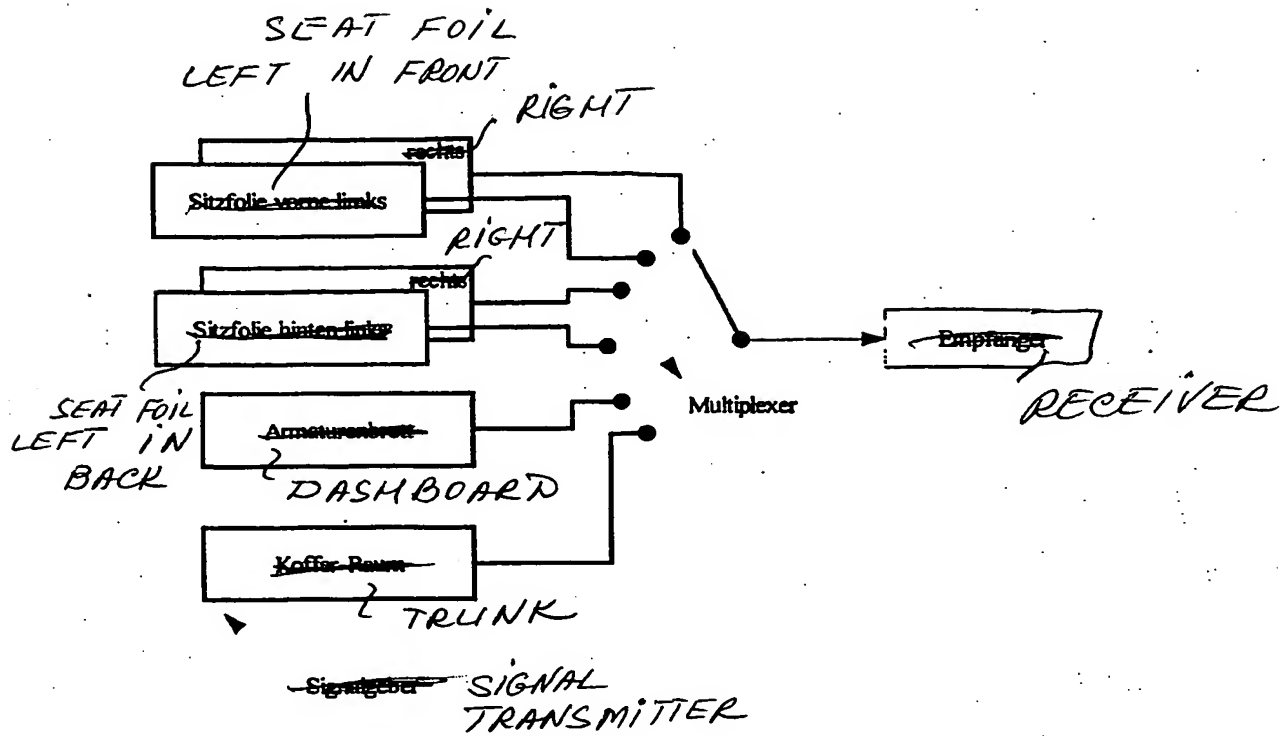 SEAT FOIL
LEFT IN FRONT
RIGHT
rechts
Sitzfolie vorne links
RIGHT
rechts
Sitzfolie hinten links
Empfänger
RECEIVER
SEAT FOIL
LEFT IN
BACK
Armaturenbrett
Multiplexer
DASHBOARD
Koffer-Raum
TRUNK
Signalgeber
SIGNAL
TRANSMITTER